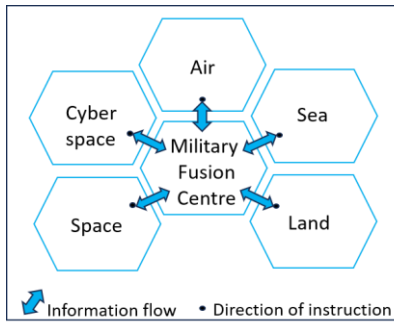 Air
Cyber
space
Sea
Military
Fusion
Centre
Space
Land
Information flow
Direction of instruction